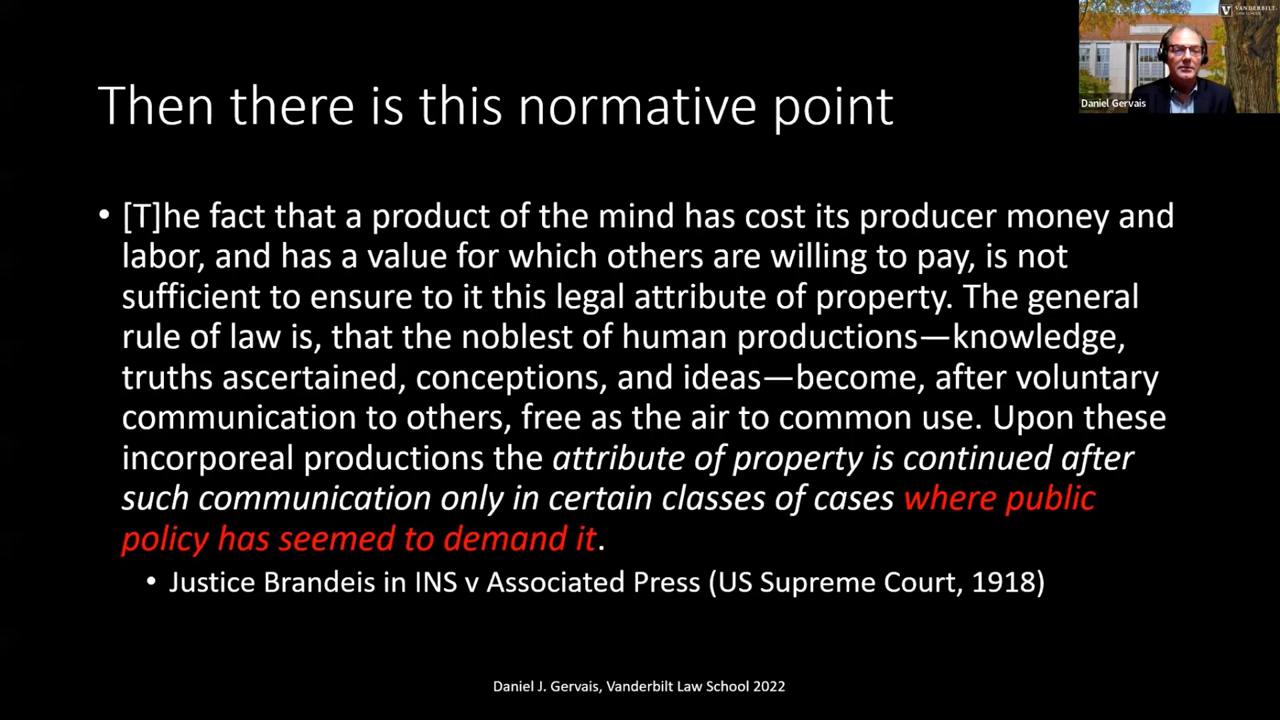 VANDERBILT
LAW SCHOOL
Daniel Gervais
Then there is this normative point
• [T]he fact that a product of the mind has cost its producer money and
labor, and has a value for which others are willing to pay, is not
sufficient to ensure to it this legal attribute of property. The general
rule of law is, that the noblest of human productions—knowledge,
truths ascertained, conceptions, and ideas—become, after voluntary
communication to others, free as the air to common use. Upon these
incorporeal productions the attribute of property is continued after
such communication only in certain classes of cases where public
policy has seemed to demand it.
• Justice Brandeis in INS v Associated Press (US Supreme Court, 1918)
Daniel J. Gervais, Vanderbilt Law School 2022